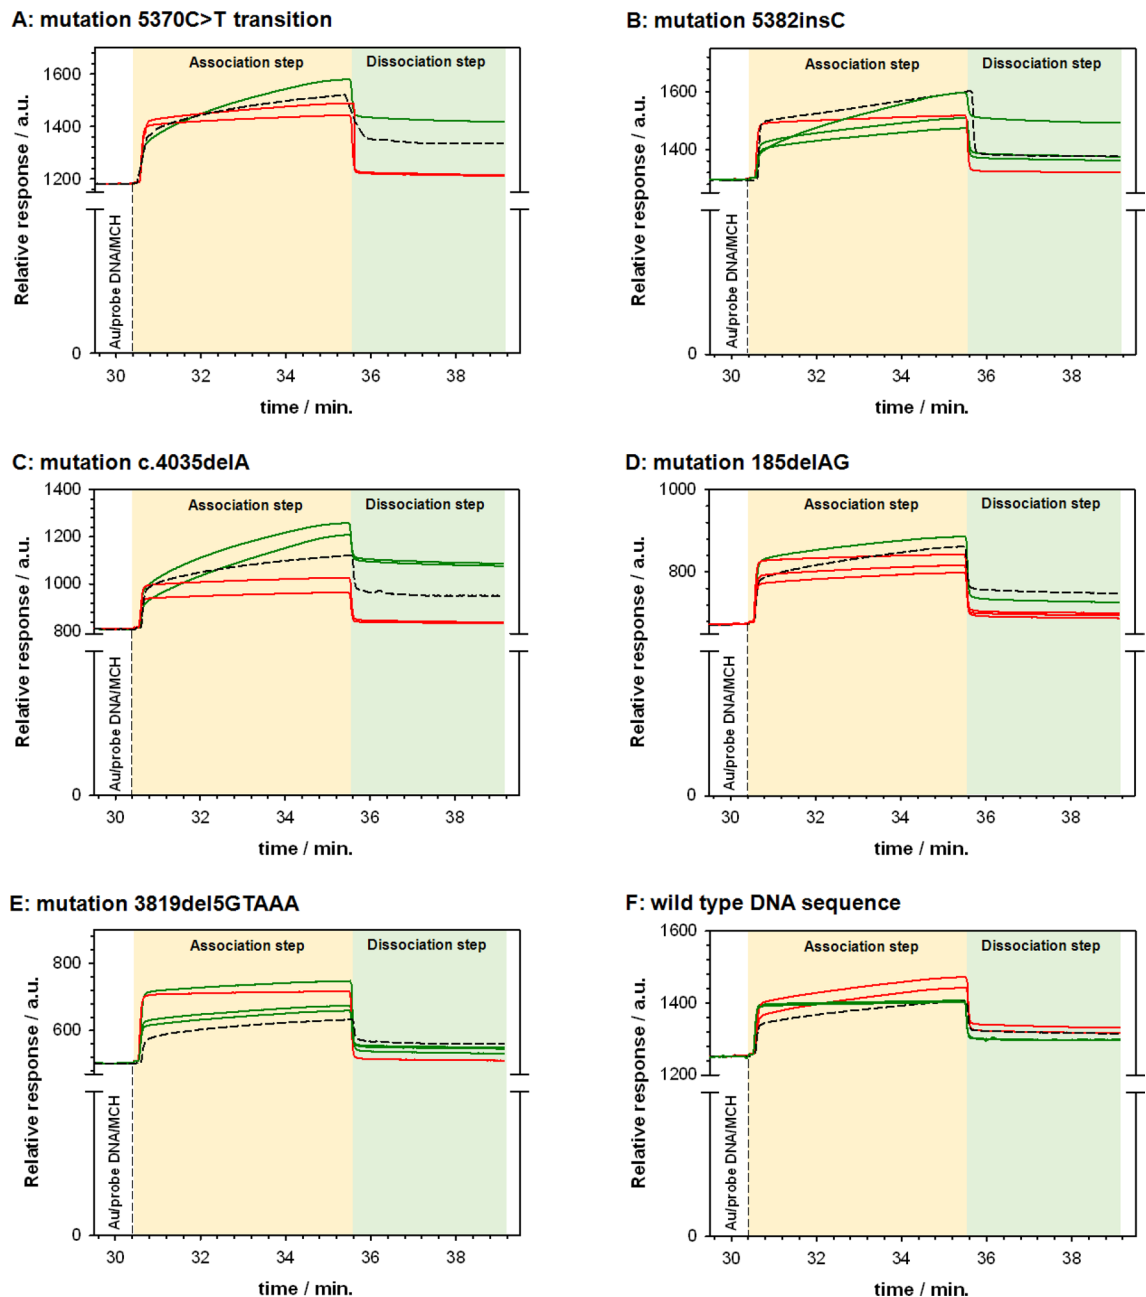 A: mutation 5370C>T transition
Association step
Dissociation step
1600
1400
1200
0
Relative response / a.u.
Au/probe DNA/MCH
30 32 34 36 38
time / min.
B: mutation 5382insC
Association step
Dissociation step
1600
1400
0
Relative response / a.u.
Au/probe DNA/MCH
30 32 34 36 38
time / min.
C: mutation c.4035delA
Association step
Dissociation step
1400
1200
1000
800
0
Relative response / a.u.
Au/probe DNA/MCH
30 32 34 36 38
time / min.
D: mutation 185delAG
Association step
Dissociation step
1000
800
0
Relative response / a.u.
Au/probe DNA/MCH
30 32 34 36 38
time / min.
E: mutation 3819del5GTAAA
Association step
Dissociation step
800
600
0
Relative response / a.u.
Au/probe DNA/MCH
30 32 34 36 38
time / min.
F: wild type DNA sequence
Association step
Dissociation step
1600
1400
1200
0
Relative response / a.u.
Au/probe DNA/MCH
30 32 34 36 38
time / min.